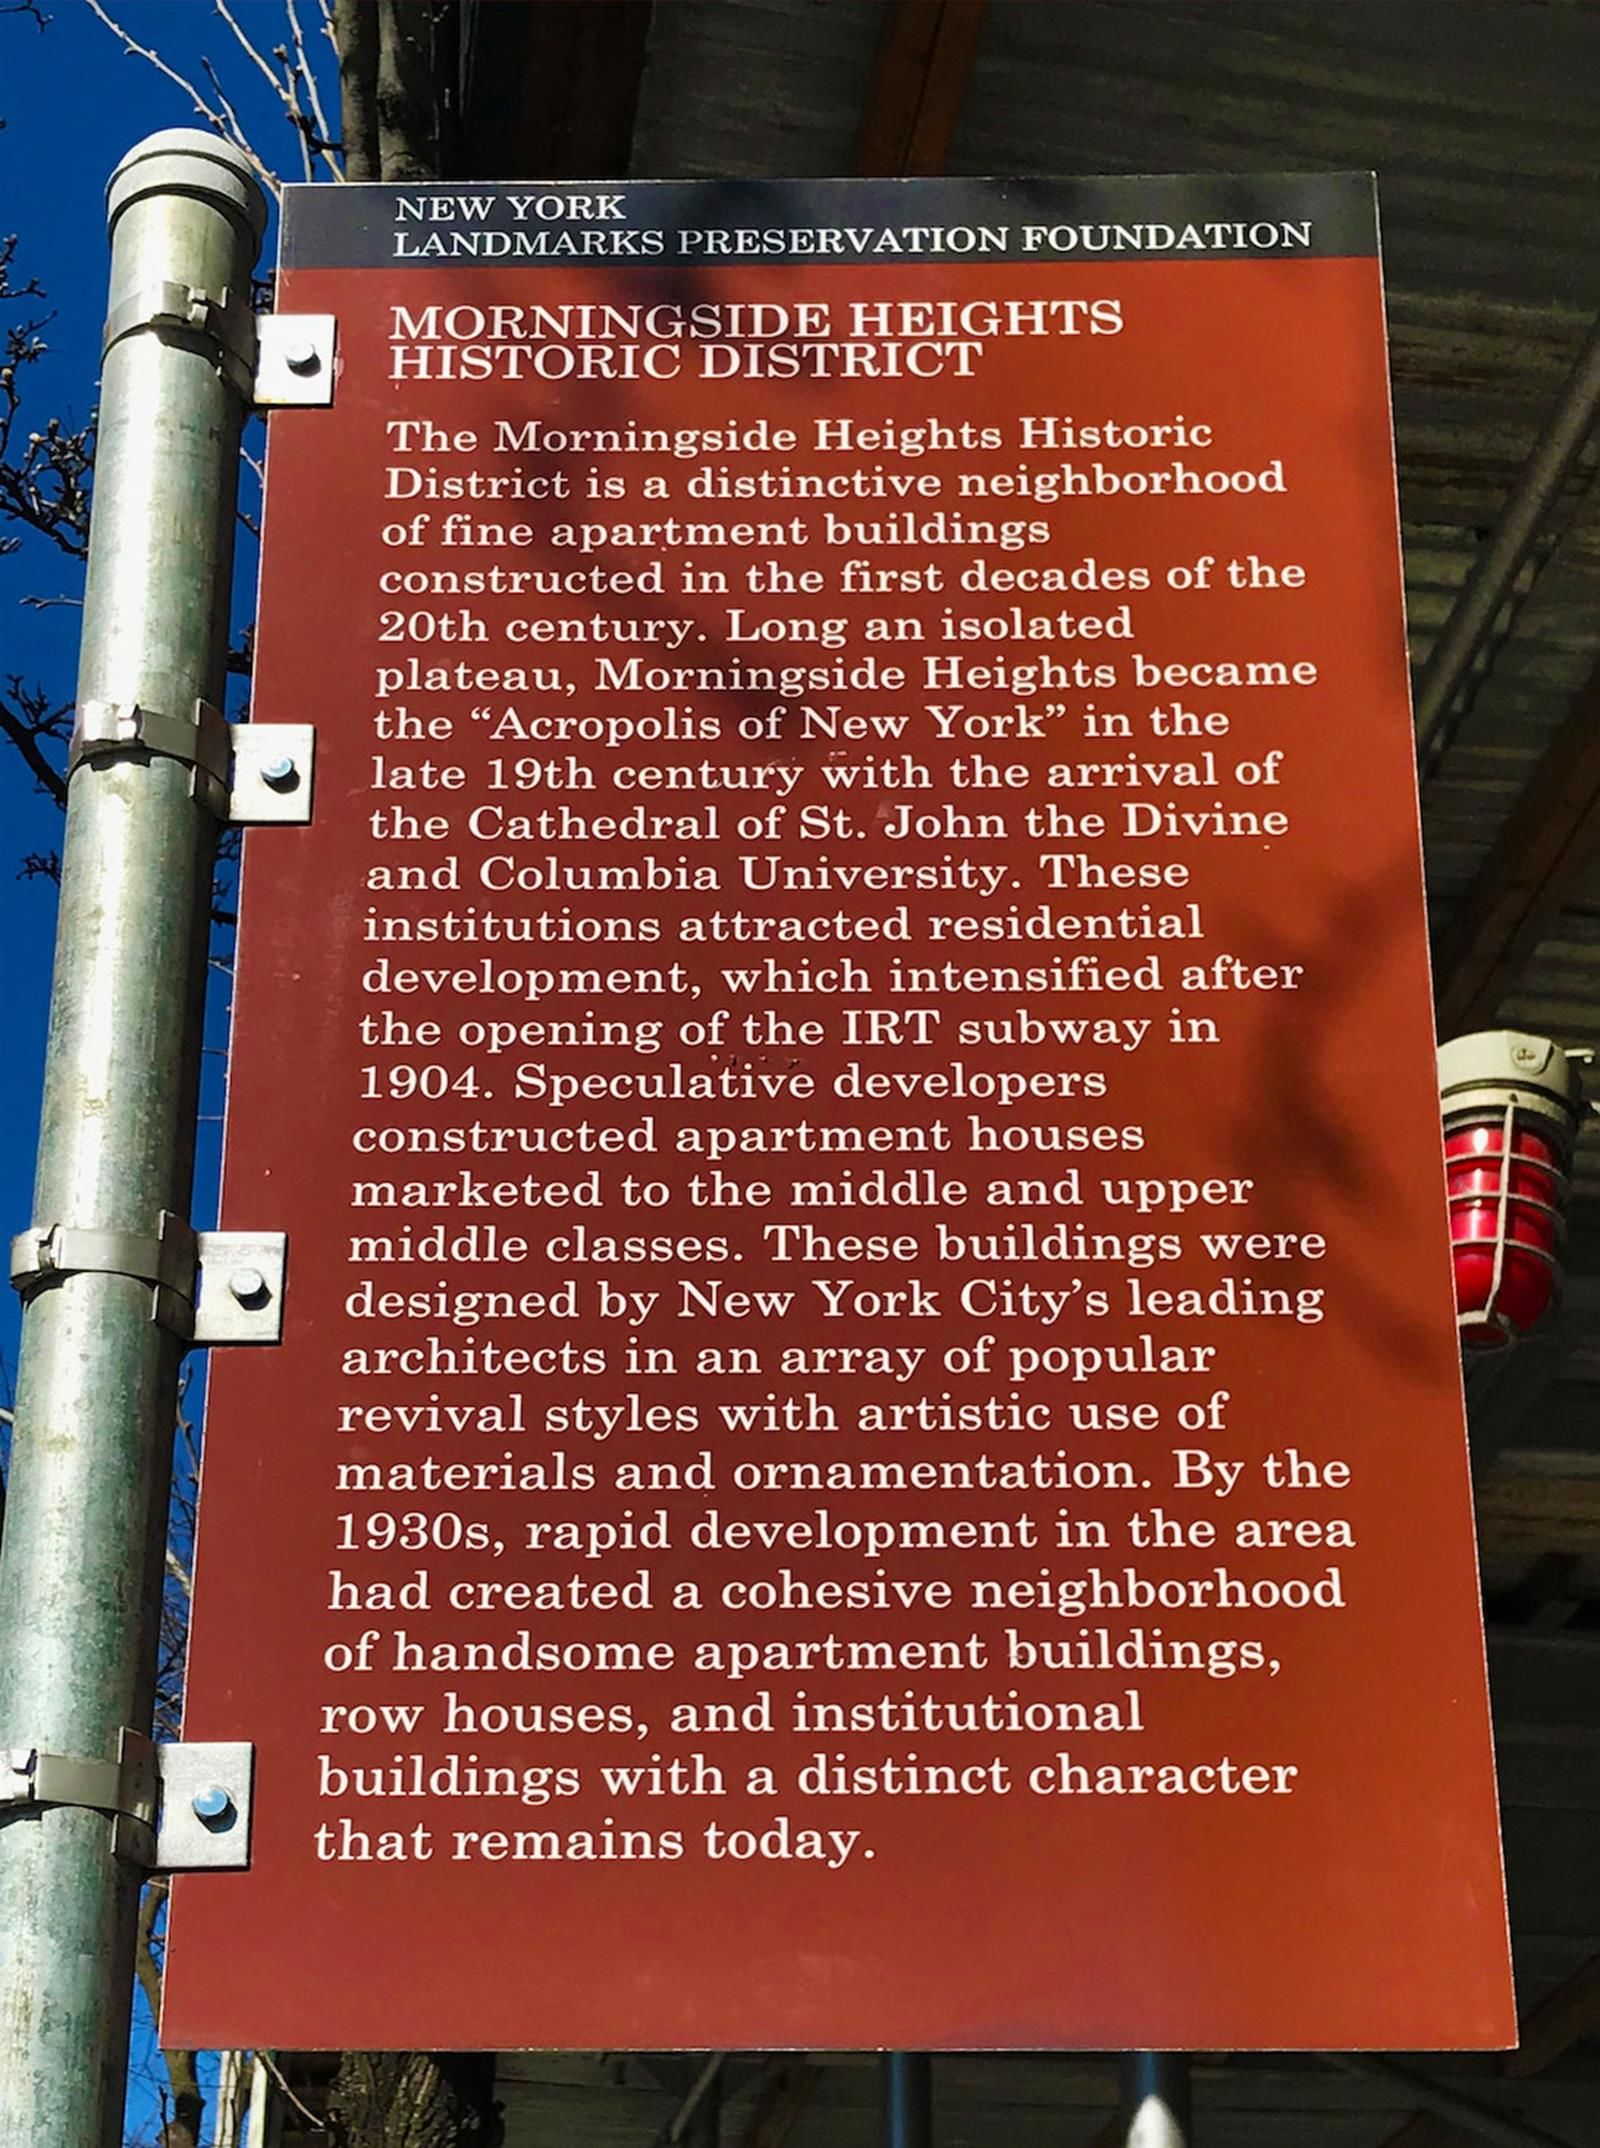 NEW YORK
LANDMARKS PRESERVATION FOUNDATION
MORNINGSIDE HEIGHTS
HISTORIC DISTRICT
The Morningside Heights Historic
District is a distinctive neighborhood
of fine apartment buildings
constructed in the first decades of the
20th century. Long an isolated
plateau, Morningside Heights became
the “Acropolis of New York” in the
late 19th century with the arrival of
the Cathedral of St. John the Divine
and Columbia University. These
institutions attracted residential
development, which intensified after
the opening of the IRT subway in
1904. Speculative developers
constructed apartment houses
marketed to the middle and upper
middle classes. These buildings were
designed by New York City’s leading
architects in an array of popular
revival styles with artistic use of
materials and ornamentation. By the
1930s, rapid development in the area
had created a cohesive neighborhood
of handsome apartment buildings,
row houses, and institutional
buildings with a distinct character
that remains today.